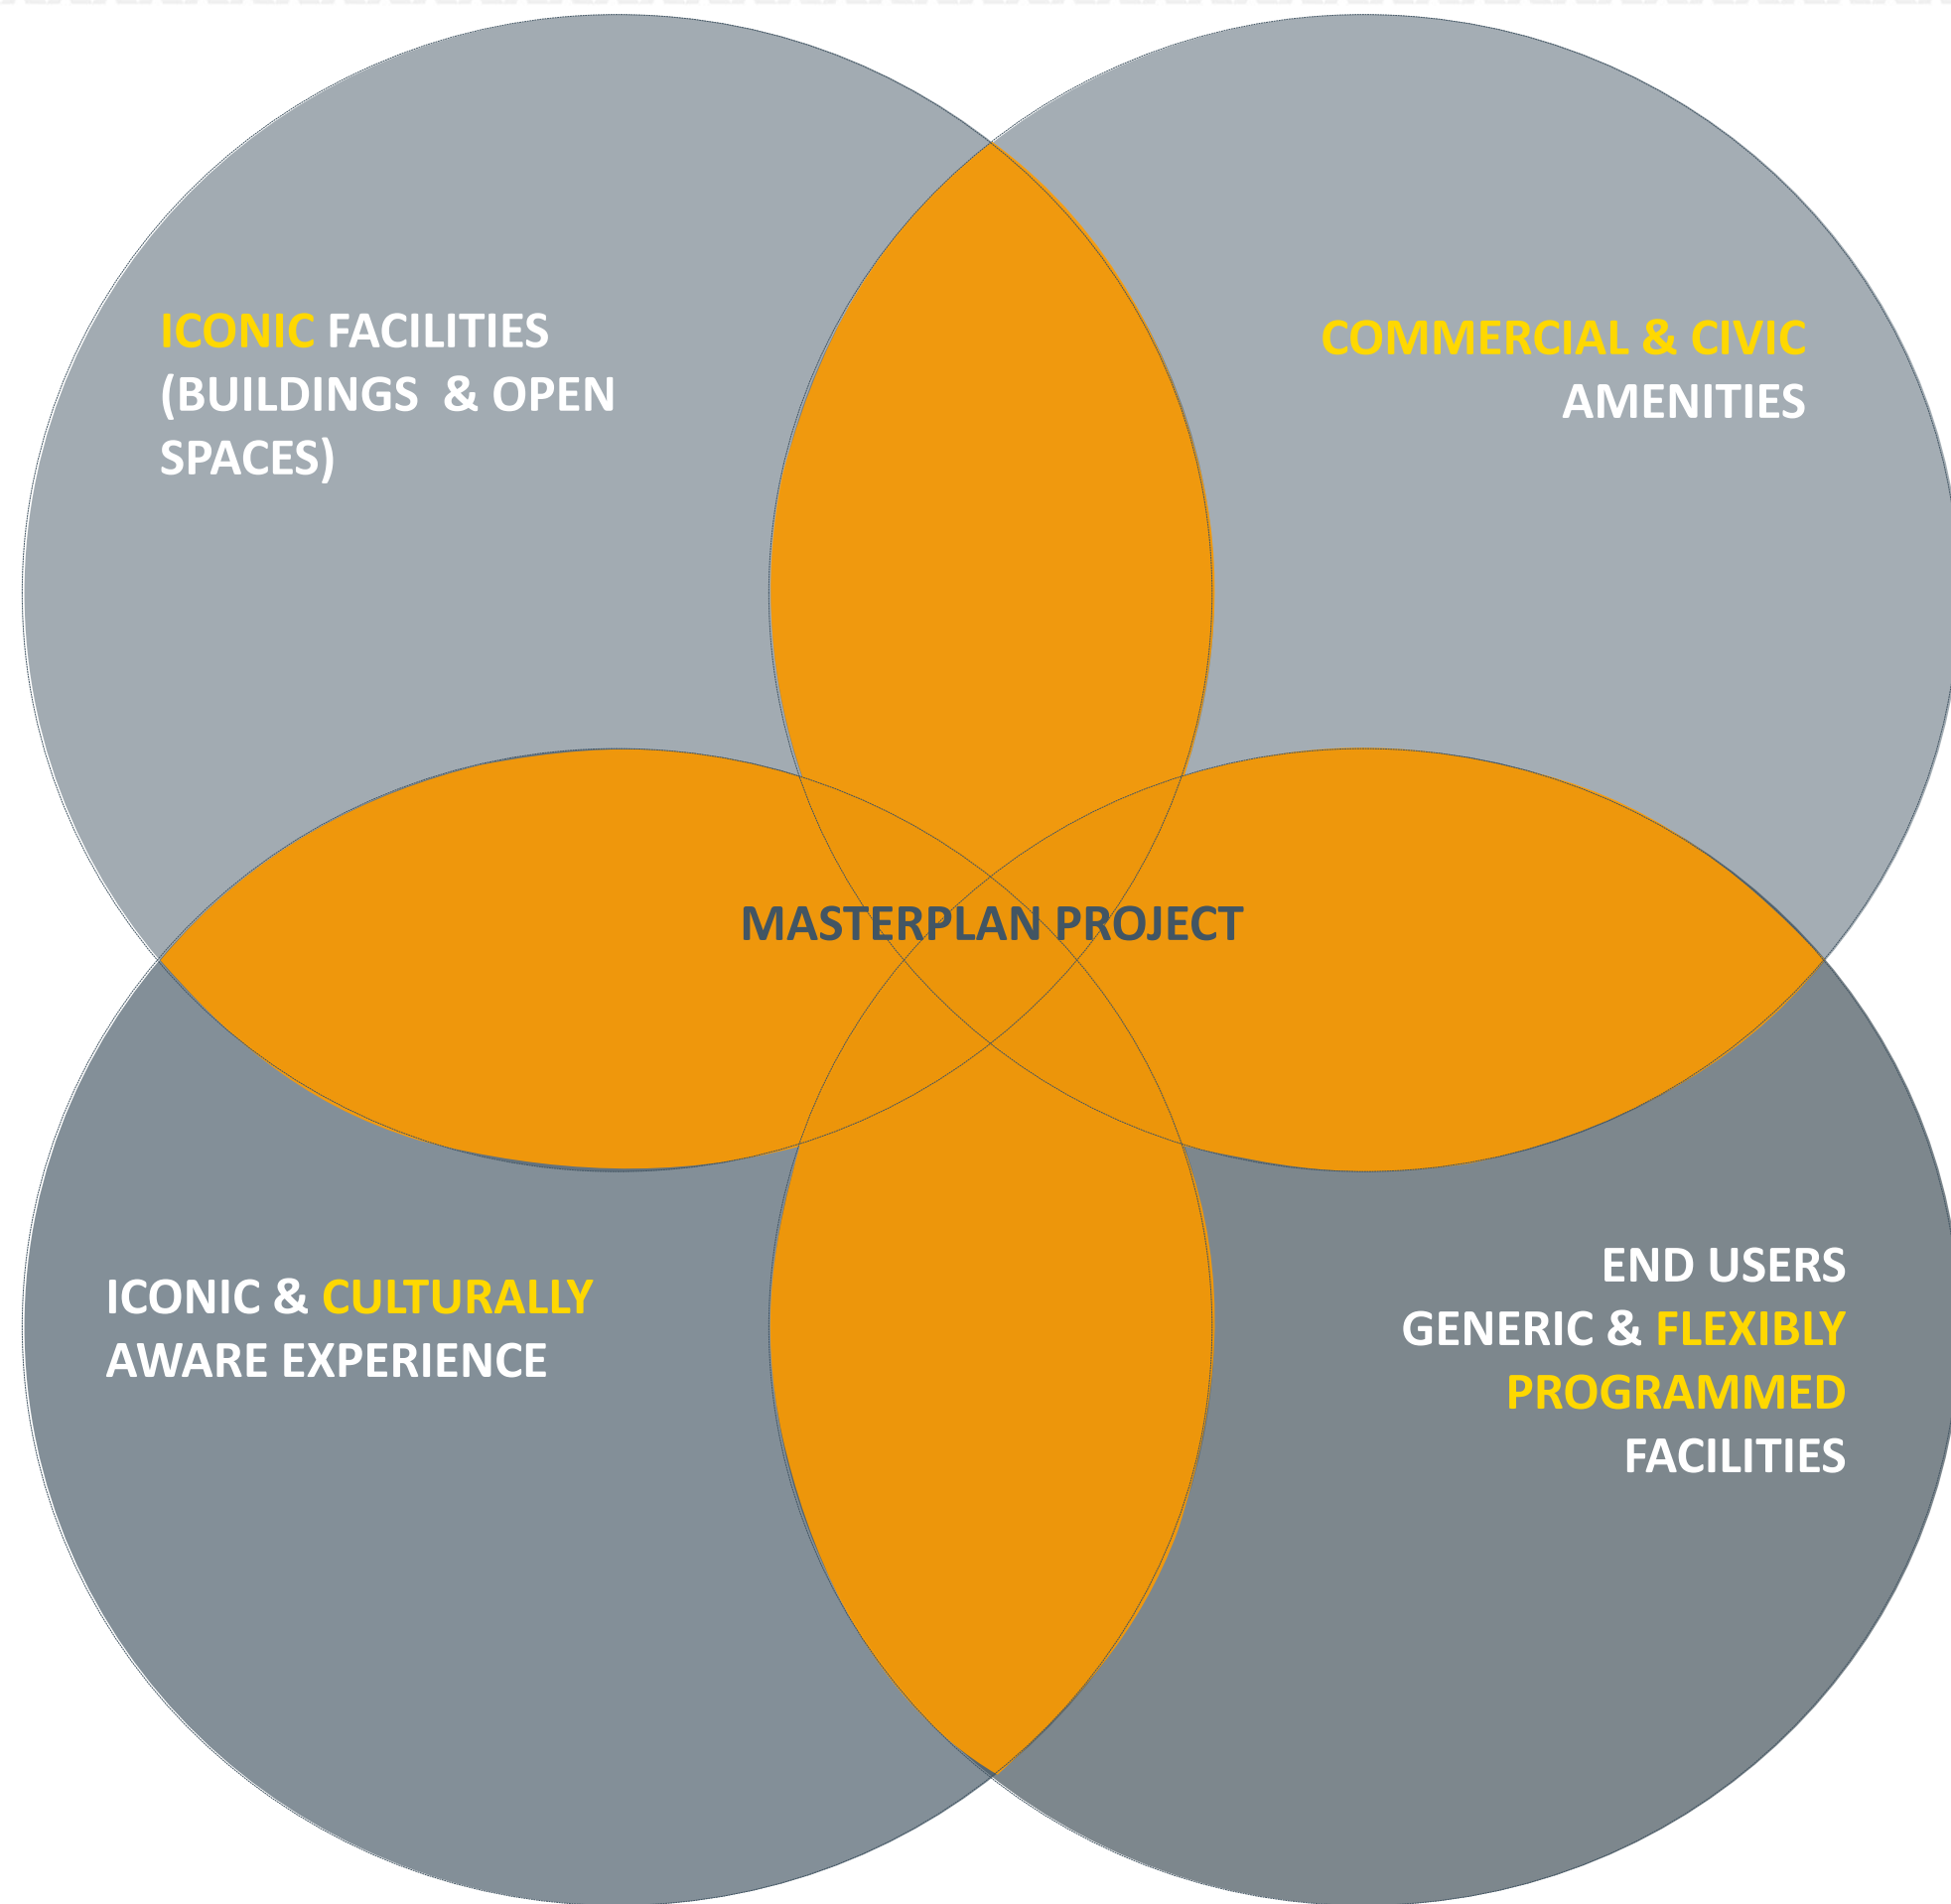 ICONIC FACILITIES
(BUILDINGS & OPEN
SPACES)
COMMERCIAL & CIVIC
AMENITIES
MASTERPLAN PROJECT
ICONIC & CULTURALLY
AWARE EXPERIENCE
END USERS
GENERIC & FLEXIBLY
PROGRAMMED
FACILITIES